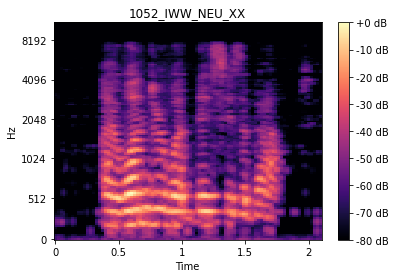 1052_IWW_NEU_XX
+0 dB
8192
-10 dB
4096
-20 dB
-30 dB
2048
-40 dB
Hz
1024
-50 dB
512
-60 dB
-70 dB
0
-80 dB
0
0.5
1
1.5
2
Time